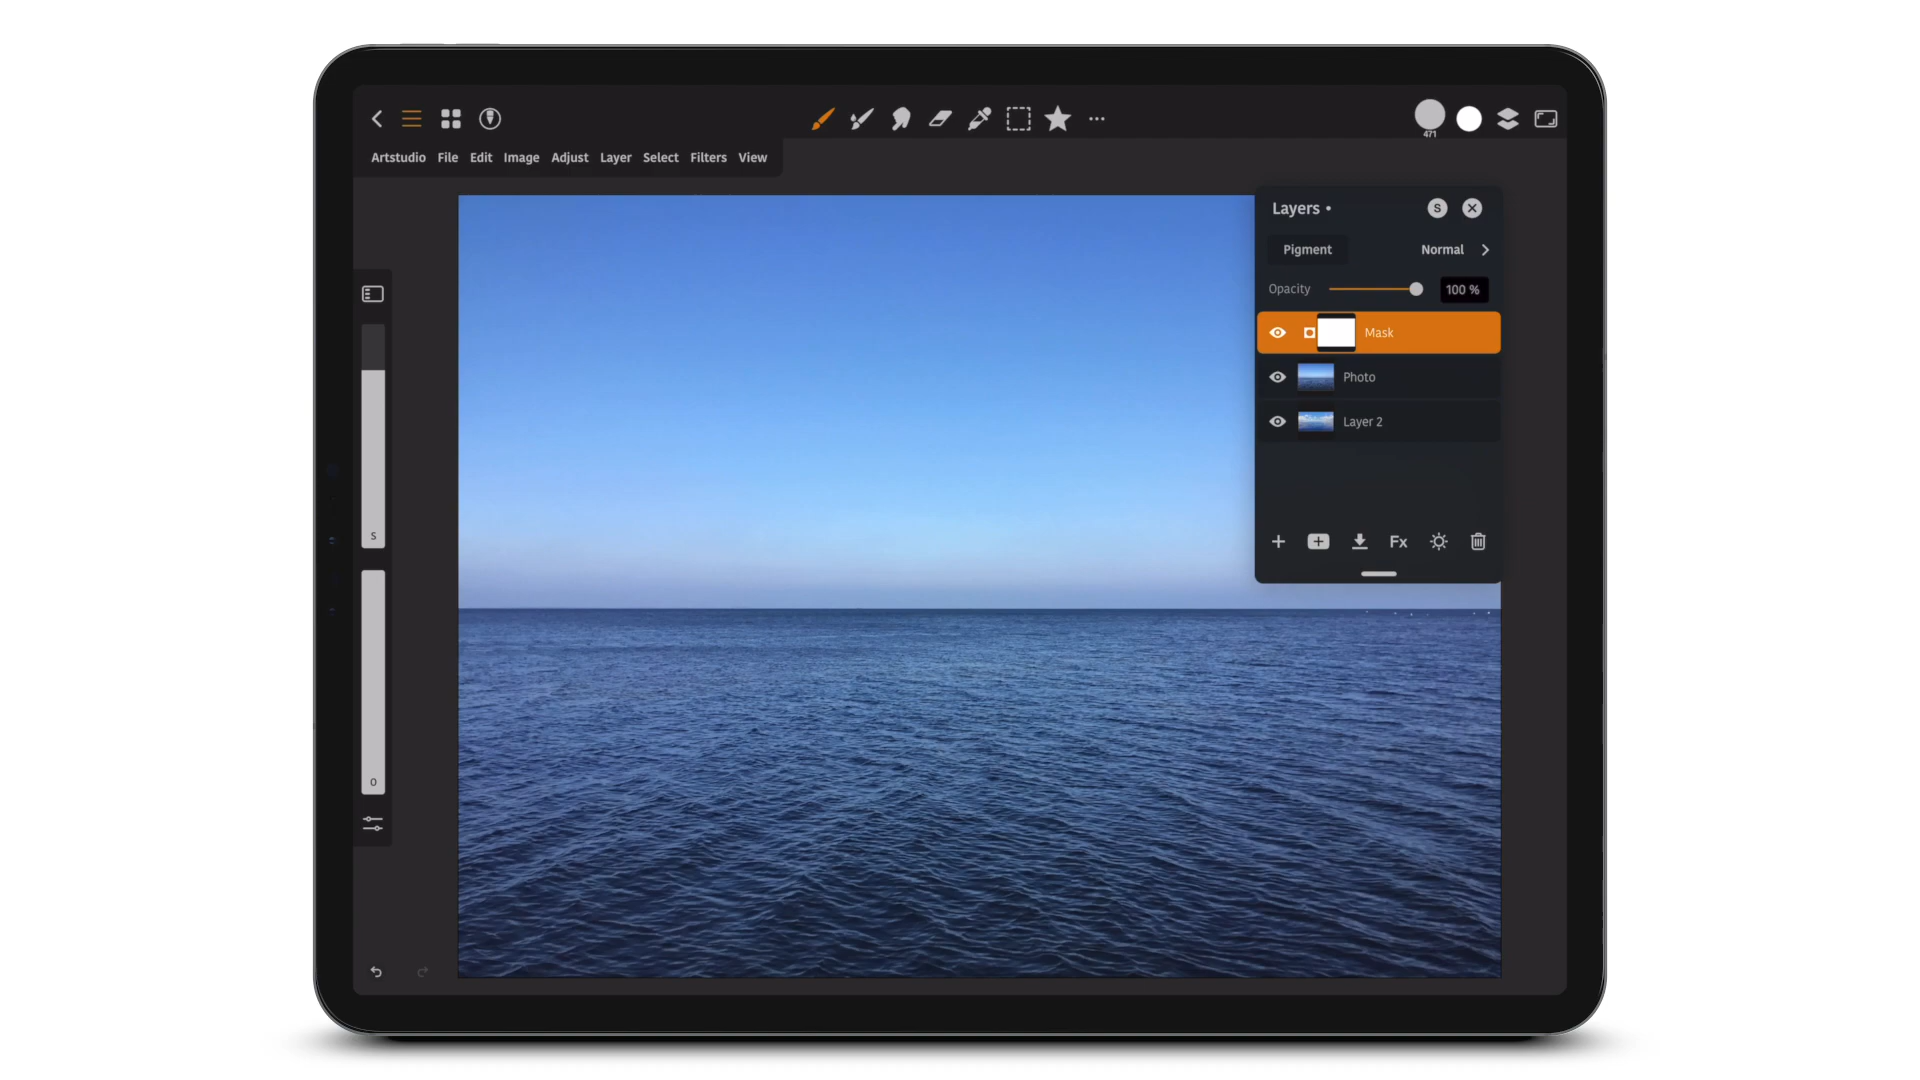 471
Artstudio File Edit Image Adjust Layer Select Filters View
Layers • S
Pigment Normal
Opacity 100 %
Mask
Photo
Layer 2
Fx
S
O